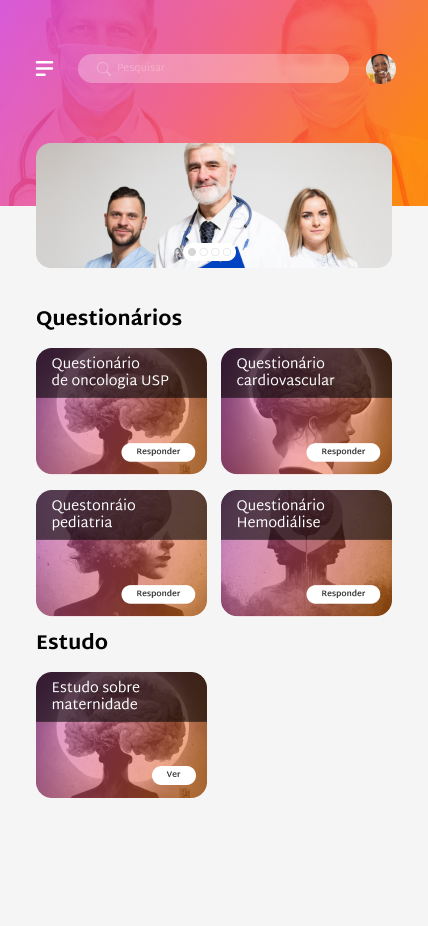 Pesquisar
Questionários
Questionário
de oncologia USP
Responder
Questionário
cardiovascular
Responder
Questonráio
pediatria
Responder
Questionário
Hemodiálise
Responder
Estudo
Estudo sobre
maternidade
Ver